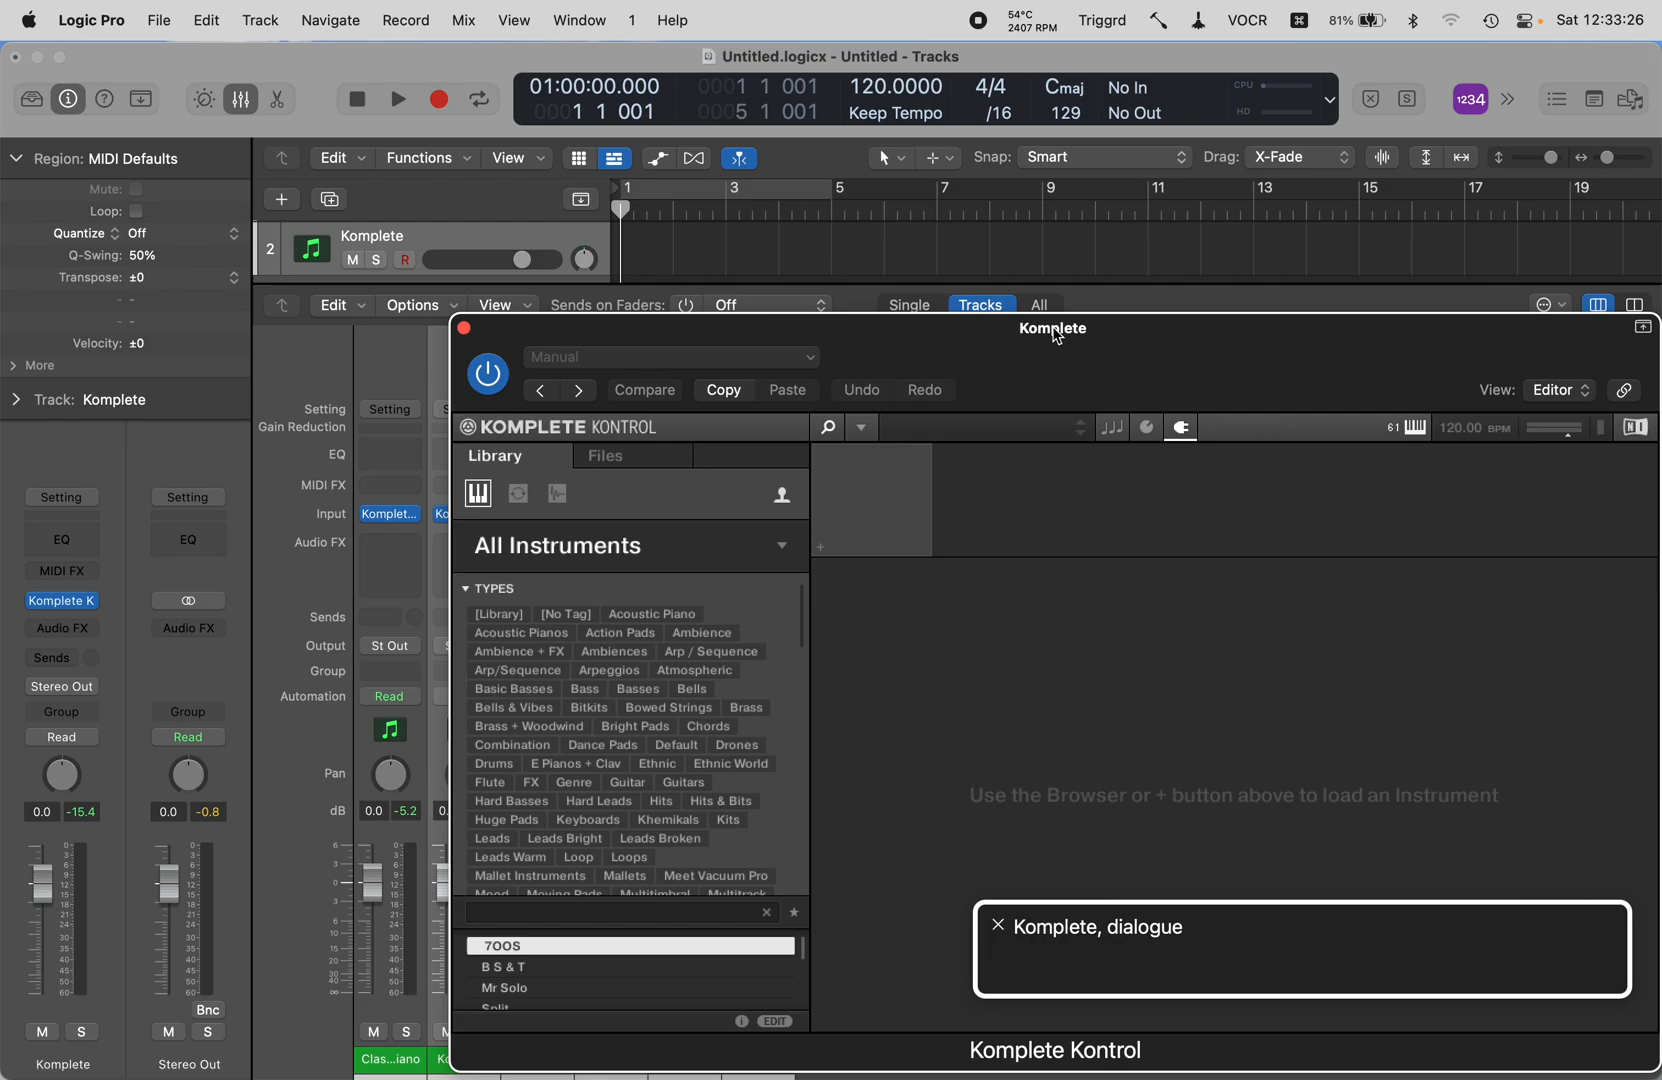 Logic Pro File Edit Track Navigate Record Mix View Window 1 Help
54°C
2407 RPM
Triggrd VOCR 81% Sat 12:33:26
Untitled.logicx - Untitled - Tracks
01:00:00.000 0001 1 001 120.0000 4/4 Cmaj No In CPU
0001 1 001 0005 1 001 Keep Tempo /16 129 No Out HD
1234
Region: MIDI Defaults
Mute:
Loop:
Quantize Off
Q-Swing: 50%
Transpose: ±0
- -
- -
Velocity: ±0
More
Track: Komplete
Edit Functions View Snap: Smart Drag: X-Fade
1 3 5 7 9 11 13 15 17 19
2 Komplete
M S R
Edit Options View Sends on Faders: Off Single Tracks All
Setting Setting
EQ EQ
MIDI FX
Komplete K
Audio FX Audio FX
Sends
Stereo Out
Group Group
Read Read
0.0 -15.4 0.0 -0.8
Bnc
M S M S
Komplete Stereo Out
Setting Setting
Gain Reduction
EQ
MIDI FX
Input Komplet...
Audio FX
Sends
Output St Out
Group
Automation Read
Pan
dB 0.0 -5.2
M S
Clas...iano
Komplete
Manual
Compare Copy Paste Undo Redo View: Editor
KOMPLETE KONTROL 61 120.00 BPM NI
Library Files
All Instruments
TYPES
[Library] [No Tag] Acoustic Piano
Acoustic Pianos Action Pads Ambience
Ambience + FX Ambiences Arp / Sequence
Arp/Sequence Arpeggios Atmospheric
Basic Basses Bass Basses Bells
Bells & Vibes Bitkits Bowed Strings Brass
Brass + Woodwind Bright Pads Chords
Combination Dance Pads Default Drones
Drums E Pianos + Clav Ethnic Ethnic World
Flute FX Genre Guitar Guitars
Hard Basses Hard Leads Hits Hits & Bits
Huge Pads Keyboards Khemikals Kits
Leads Leads Bright Leads Broken
Leads Warm Loop Loops
Mallet Instruments Mallets Meet Vacuum Pro
Mood Moving Pads Multitimbral Multitrack
7OOS
B S & T
Mr Solo
Split
EDIT
+
Use the Browser or + button above to load an Instrument
Komplete, dialogue
Komplete Kontrol